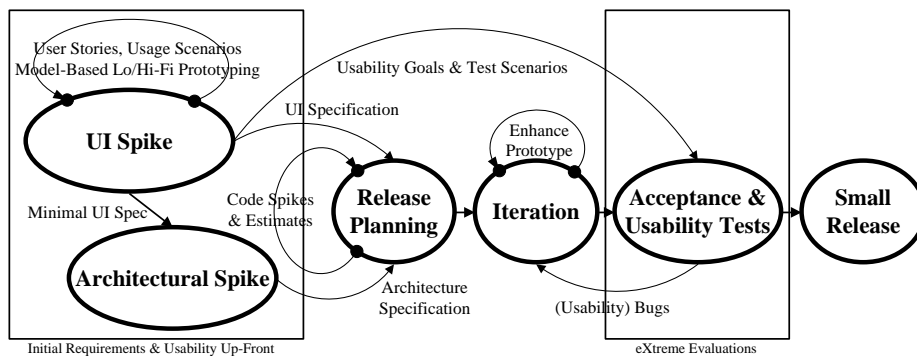 User Stories, Usage Scenarios
Model-Based Lo/Hi-Fi Prototyping
Usability Goals & Test Scenarios
UI Specification
UI Spike
Enhance
Prototype
Minimal UI Spec
Code Spikes
& Estimates
Release
Planning
Iteration
Acceptance &
Usability Tests
Small
Release
Architectural Spike
Architecture
Specification
(Usability) Bugs
Initial Requirements & Usability Up-Front
eXtreme Evaluations